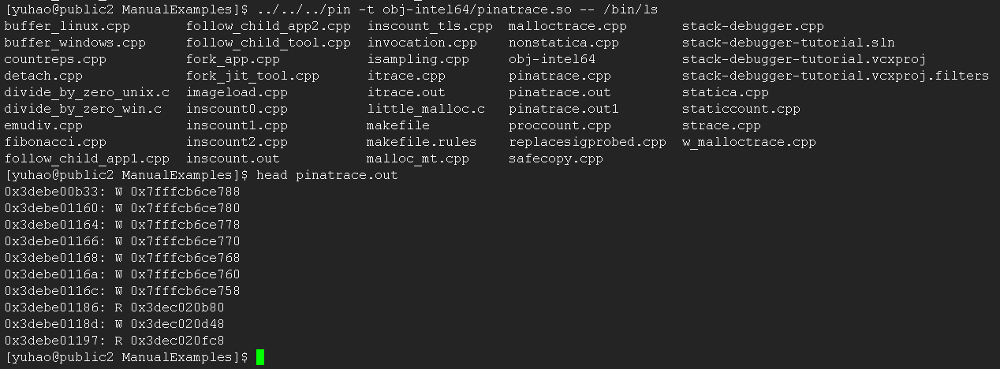 [yuhao@public2 ManualExamples]$ ../../../pin -t obj-intel64/pinatrace.so -- /bin/ls
buffer_linux.cpp follow_child_app2.cpp inscount_tls.cpp malloctrace.cpp stack-debugger.cpp
buffer_windows.cpp follow_child_tool.cpp invocation.cpp nonstatica.cpp stack-debugger-tutorial.sln
countreps.cpp fork_app.cpp isampling.cpp obj-intel64 stack-debugger-tutorial.vcxproj
detach.cpp fork_jit_tool.cpp itrace.cpp pinatrace.cpp stack-debugger-tutorial.vcxproj.filters
divide_by_zero_unix.c imageload.cpp itrace.out pinatrace.out statica.cpp
divide_by_zero_win.c inscount0.cpp little_malloc.c pinatrace.out1 staticcount.cpp
emudiv.cpp inscount1.cpp makefile proccount.cpp strace.cpp
fibonacci.cpp inscount2.cpp makefile.rules replacesigprobed.cpp w_malloctrace.cpp
follow_child_app1.cpp inscount.out malloc_mt.cpp safecopy.cpp
[yuhao@public2 ManualExamples]$ head pinatrace.out
0x3debe00b33: W 0x7fffcb6ce788
0x3debe01160: W 0x7fffcb6ce780
0x3debe01164: W 0x7fffcb6ce778
0x3debe01166: W 0x7fffcb6ce770
0x3debe01168: W 0x7fffcb6ce768
0x3debe0116a: W 0x7fffcb6ce760
0x3debe0116c: W 0x7fffcb6ce758
0x3debe01186: R 0x3dec020b80
0x3debe0118d: W 0x3dec020d48
0x3debe01197: R 0x3dec020fc8
[yuhao@public2 ManualExamples]$